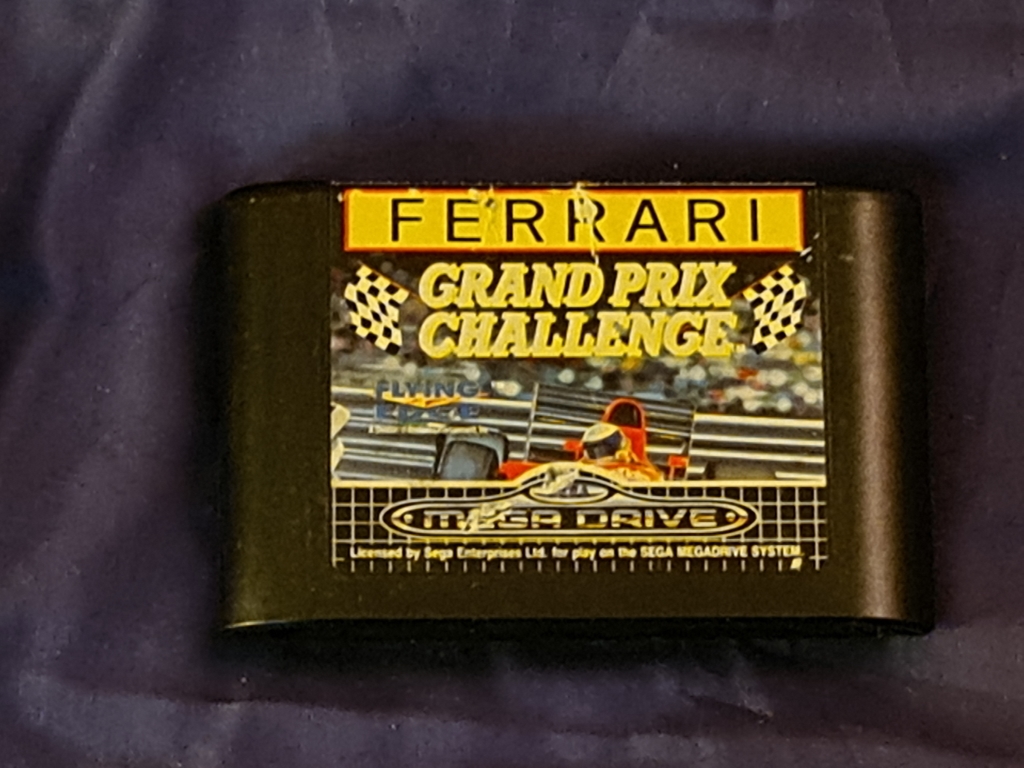 FERRARI
GRAND PRIX
CHALLENGE
FLYING
EDGE
MEGA DRIVE
Licensed by Sega Enterprises Ltd. for play on the SEGA MEGADRIVE SYSTEM.